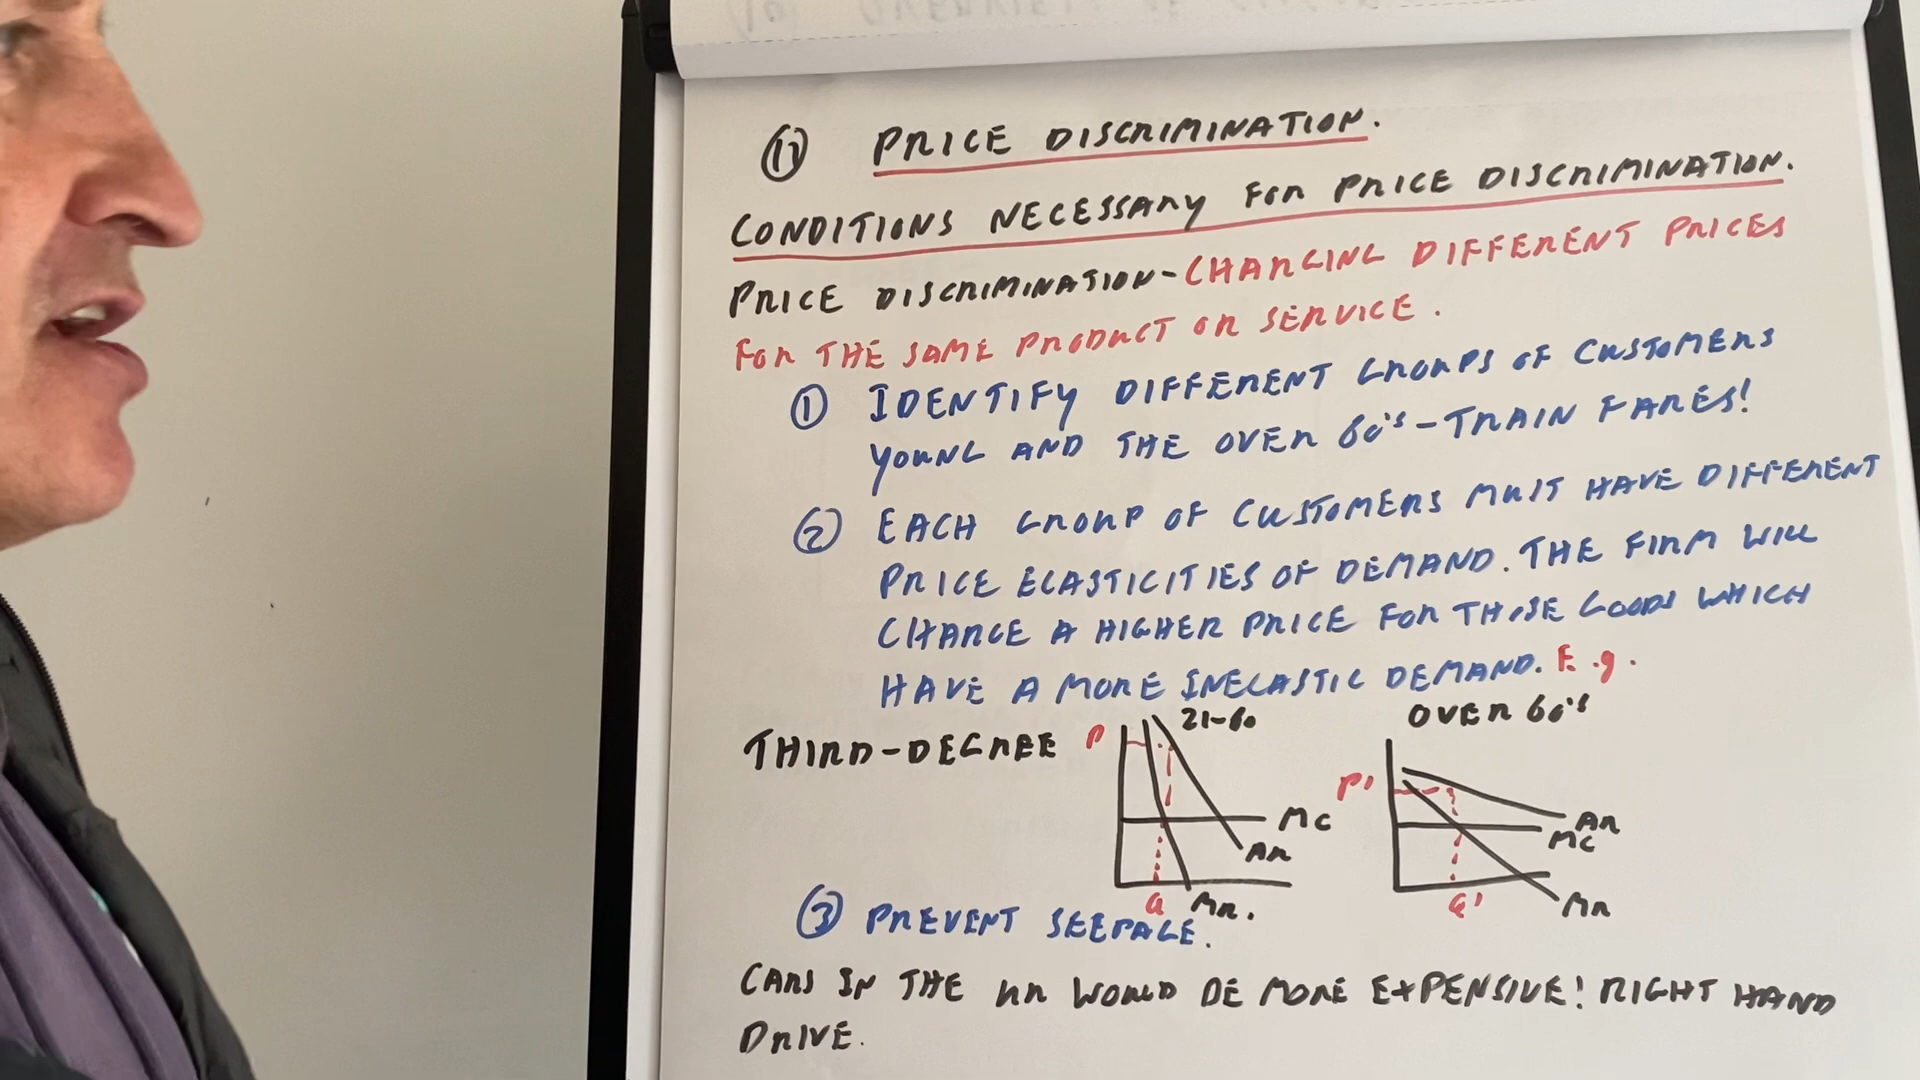 ⑪ PRICE DISCRIMINATION.
CONDITIONS NECESSARY FOR PRICE DISCRIMINATION.
PRICE DISCRIMINATION - CHARGING DIFFERENT PRICES
FOR THE SAME PRODUCT OR SERVICE.
① IDENTIFY DIFFERENT GROUPS OF CUSTOMERS
YOUNG AND THE OVER 60's - TRAIN FARES!
② EACH GROUP OF CUSTOMERS MUST HAVE DIFFERENT
PRICE ELASTICITIES OF DEMAND. THE FIRM WILL
CHARGE A HIGHER PRICE FOR THOSE GOODS WHICH
HAVE A MORE INELASTIC DEMAND. E.g.
THIRD-DEGREE
P 21-60
MC
AR
Q MR.
OVER 60's
P'
AR
MC
Q' MR
③ PREVENT SEEPAGE.
CARS IN THE UK WOULD BE MORE EXPENSIVE! RIGHT HAND
DRIVE.